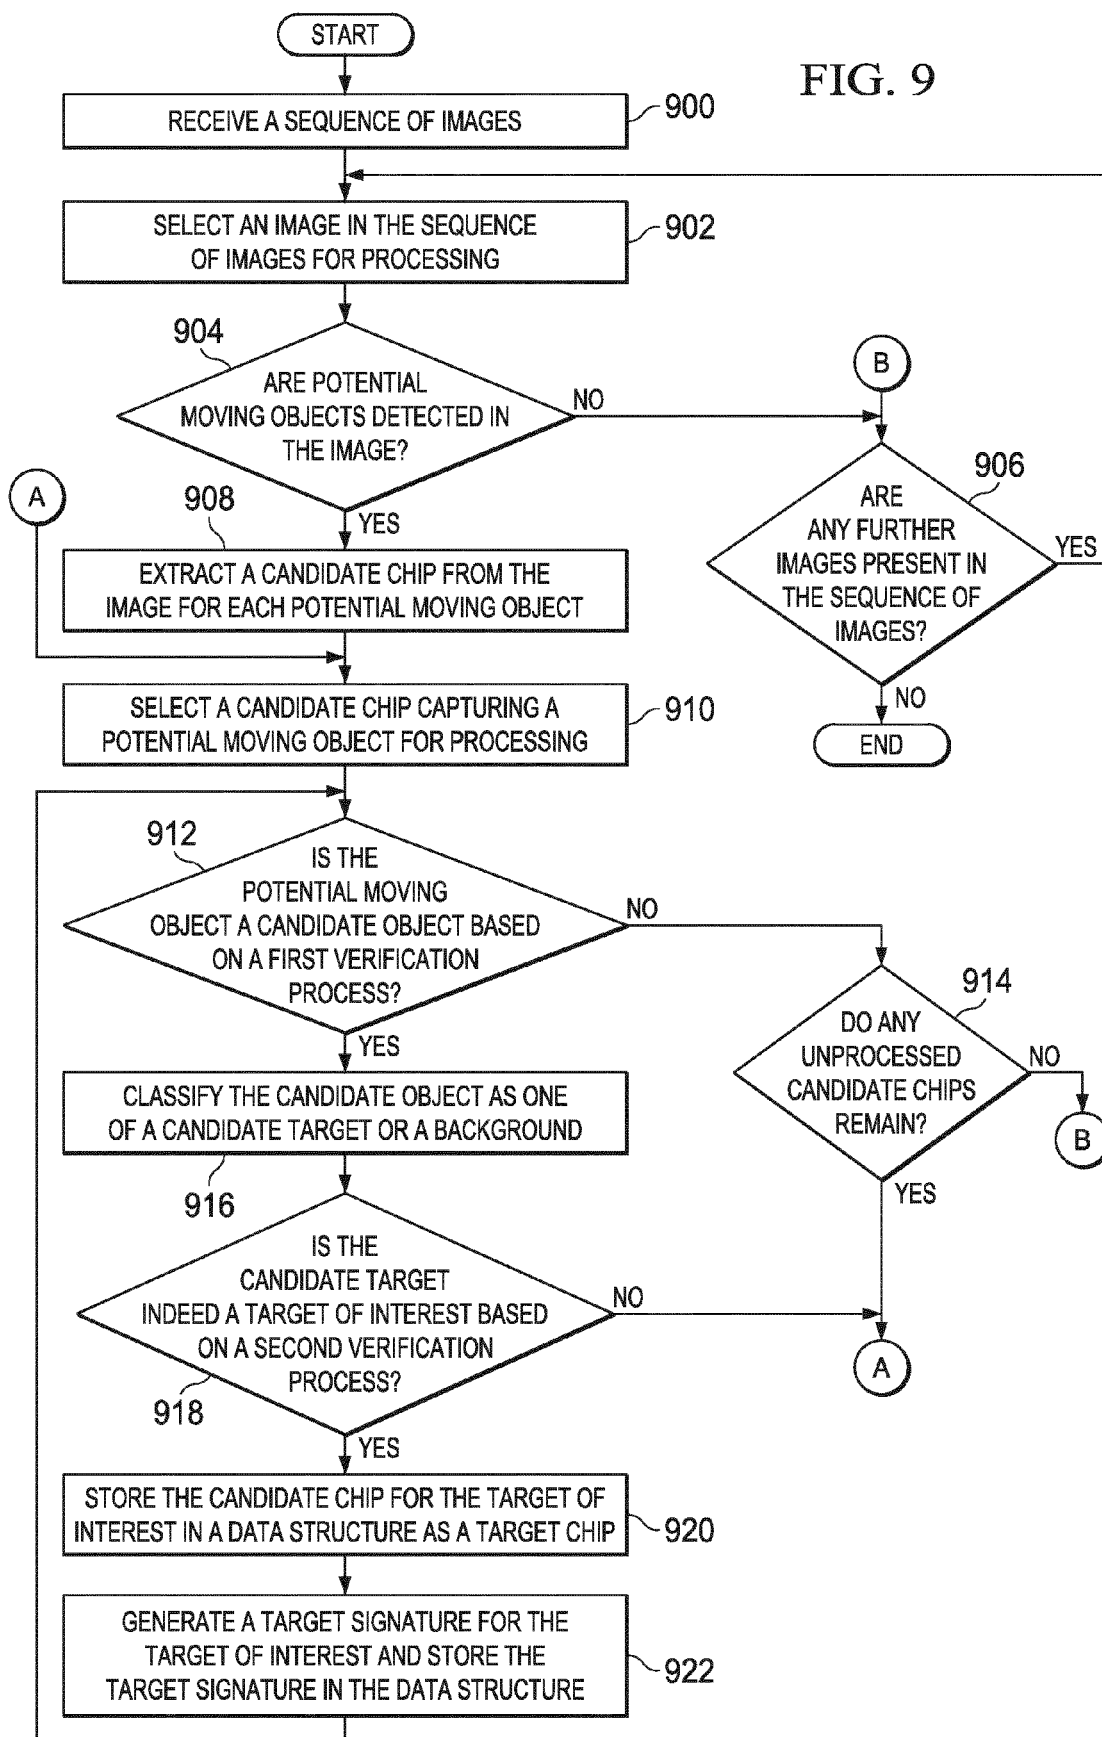 START
FIG. 9
RECEIVE A SEQUENCE OF IMAGES
900
SELECT AN IMAGE IN THE SEQUENCE
OF IMAGES FOR PROCESSING
902
904
ARE POTENTIAL
MOVING OBJECTS DETECTED IN
THE IMAGE?
NO
YES
B
906
ARE
ANY FURTHER
IMAGES PRESENT IN
THE SEQUENCE OF
IMAGES?
YES
NO
END
A
908
EXTRACT A CANDIDATE CHIP FROM THE
IMAGE FOR EACH POTENTIAL MOVING OBJECT
SELECT A CANDIDATE CHIP CAPTURING A
POTENTIAL MOVING OBJECT FOR PROCESSING
910
912
IS THE
POTENTIAL MOVING
OBJECT A CANDIDATE OBJECT BASED
ON A FIRST VERIFICATION
PROCESS?
NO
YES
914
DO ANY
UNPROCESSED
CANDIDATE CHIPS
REMAIN?
NO
B
YES
CLASSIFY THE CANDIDATE OBJECT AS ONE
OF A CANDIDATE TARGET OR A BACKGROUND
916
IS THE
CANDIDATE TARGET
INDEED A TARGET OF INTEREST BASED
ON A SECOND VERIFICATION
PROCESS?
918
NO
A
YES
STORE THE CANDIDATE CHIP FOR THE TARGET OF
INTEREST IN A DATA STRUCTURE AS A TARGET CHIP
920
GENERATE A TARGET SIGNATURE FOR THE
TARGET OF INTEREST AND STORE THE
TARGET SIGNATURE IN THE DATA STRUCTURE
922